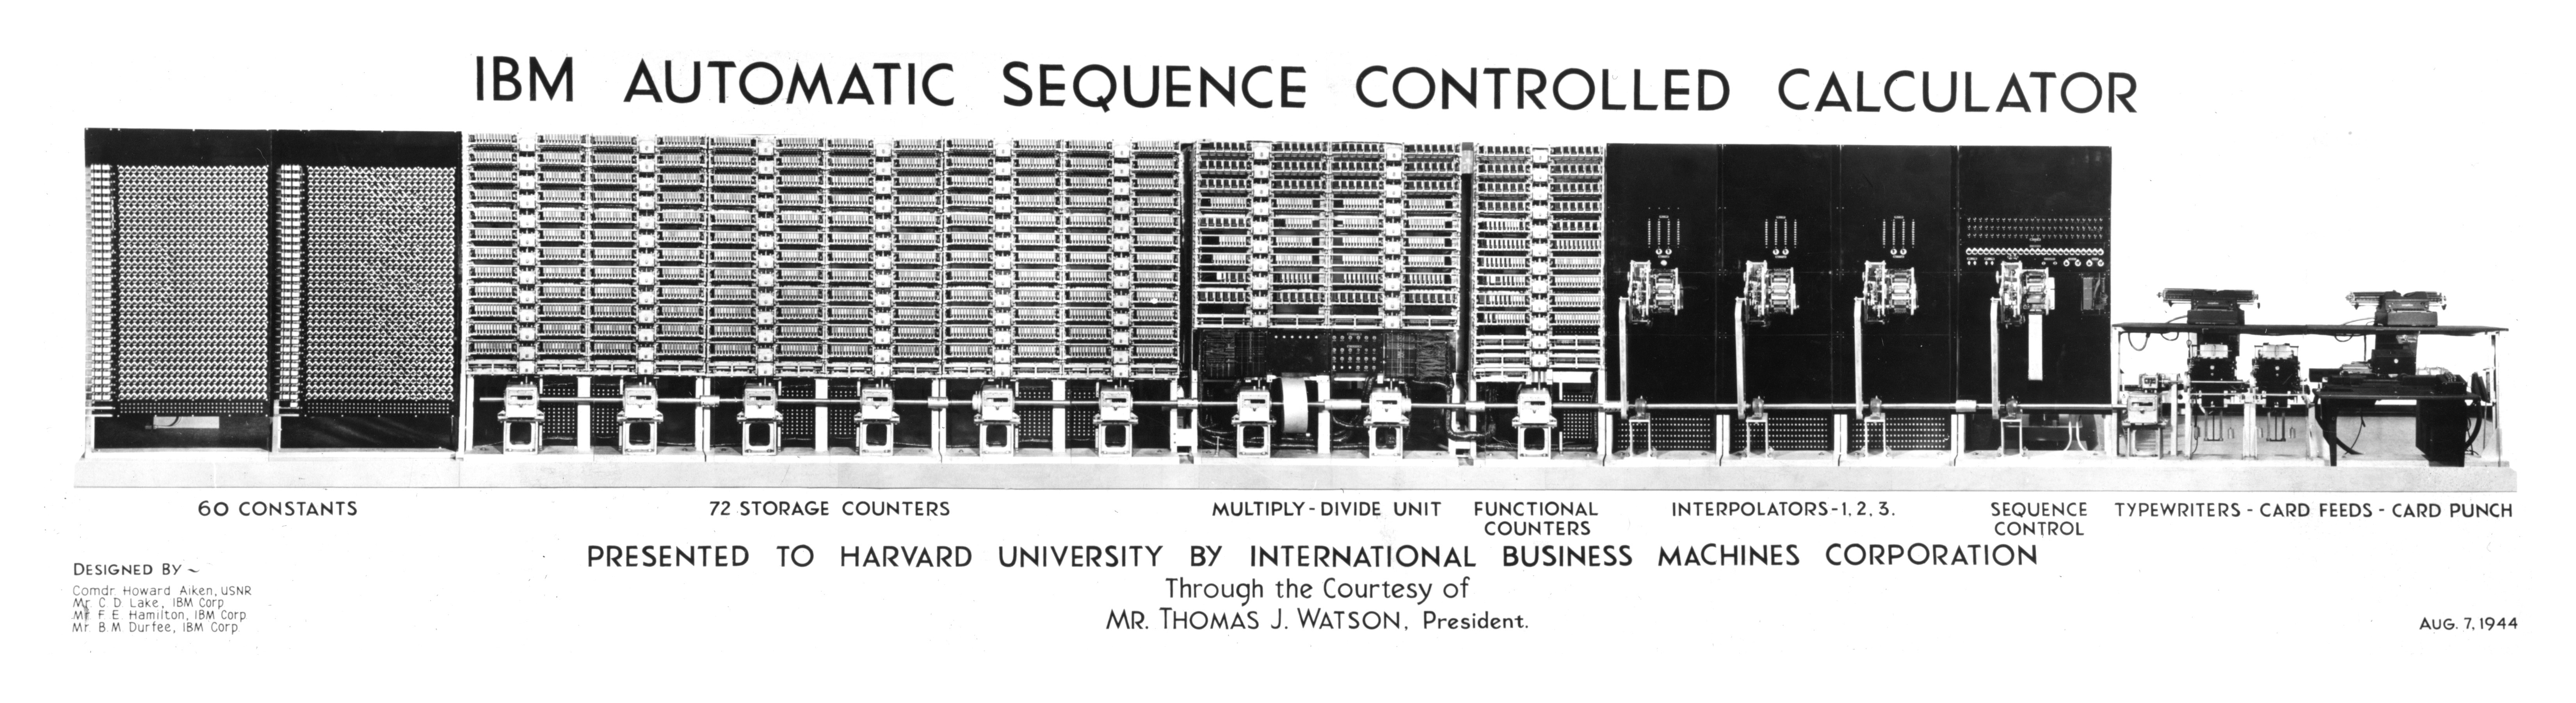 IBM AUTOMATIC SEQUENCE CONTROLLED CALCULATOR
60 CONSTANTS
72 STORAGE COUNTERS
MULTIPLY - DIVIDE UNIT
FUNCTIONAL
COUNTERS
INTERPOLATORS - 1, 2, 3.
SEQUENCE
CONTROL
TYPEWRITERS - CARD FEEDS - CARD PUNCH
PRESENTED TO HARVARD UNIVERSITY BY INTERNATIONAL BUSINESS MACHINES CORPORATION
Through the Courtesy of
MR. THOMAS J. WATSON, President.
DESIGNED BY ~
Comdr. Howard Aiken, USNR
Mr. C. D. Lake, IBM Corp
Mr. F. E. Hamilton, IBM Corp
Mr. B. M. Durfee, IBM Corp.
AUG. 7, 1944